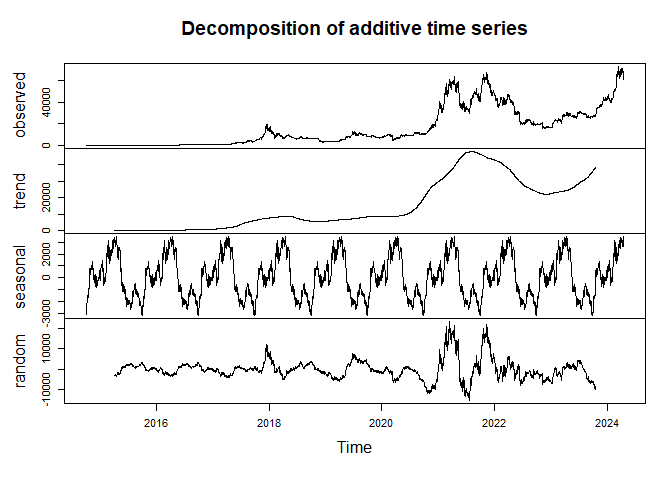 Decomposition of additive time series
observed
0 40000
trend
0 20000
seasonal
-3000 0 2000
random
-10000 10000
2016 2018 2020 2022 2024
Time